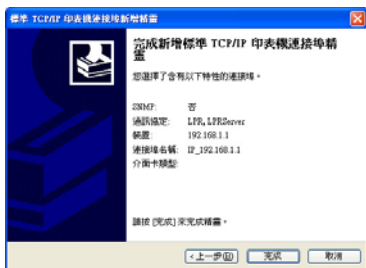 標準 TCP/IP 印表機連接埠新增精靈
完成新增標準 TCP/IP 印表機連接埠精
靈
您選擇了含有以下特性的連接埠。
SNMP: 否
通訊協定: LPR, LPRServer
裝置: 192.168.1.1
連接埠名稱: IP_192.168.1.1
介面卡類型:
請按 [完成] 來完成精靈。
<上一步(B) 完成 取消